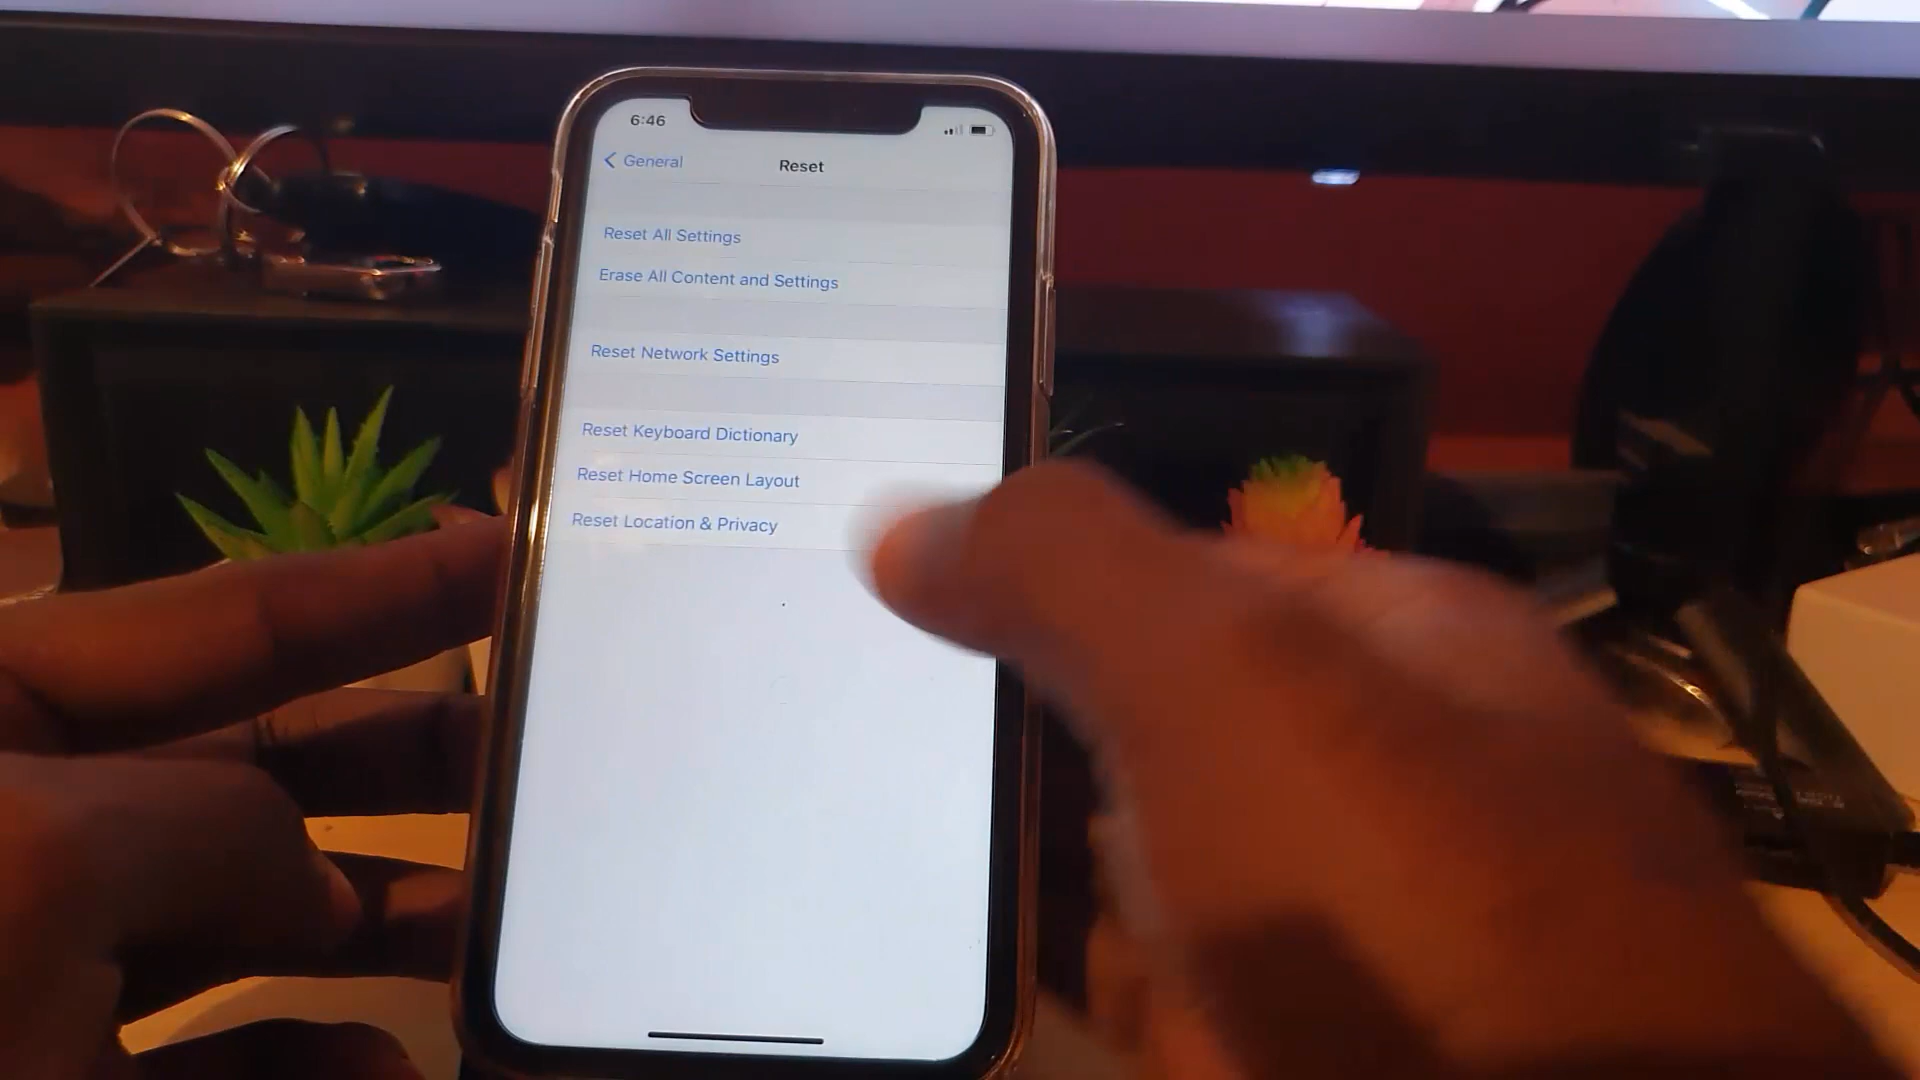 6:46
General
Reset
Reset All Settings
Erase All Content and Settings
Reset Network Settings
Reset Keyboard Dictionary
Reset Home Screen Layout
Reset Location & Privacy